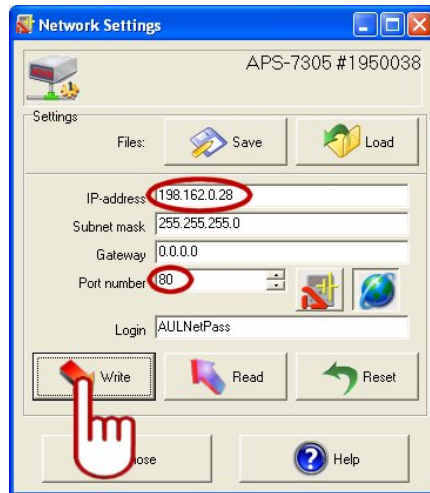 Network Settings
APS-7305 #1950038
Settings
Files: Save Load
IP-address 198.162.0.28
Subnet mask 255.255.255.0
Gateway 0.0.0.0
Port number 80
Login AULNetPass
Write Read Reset
ose Help